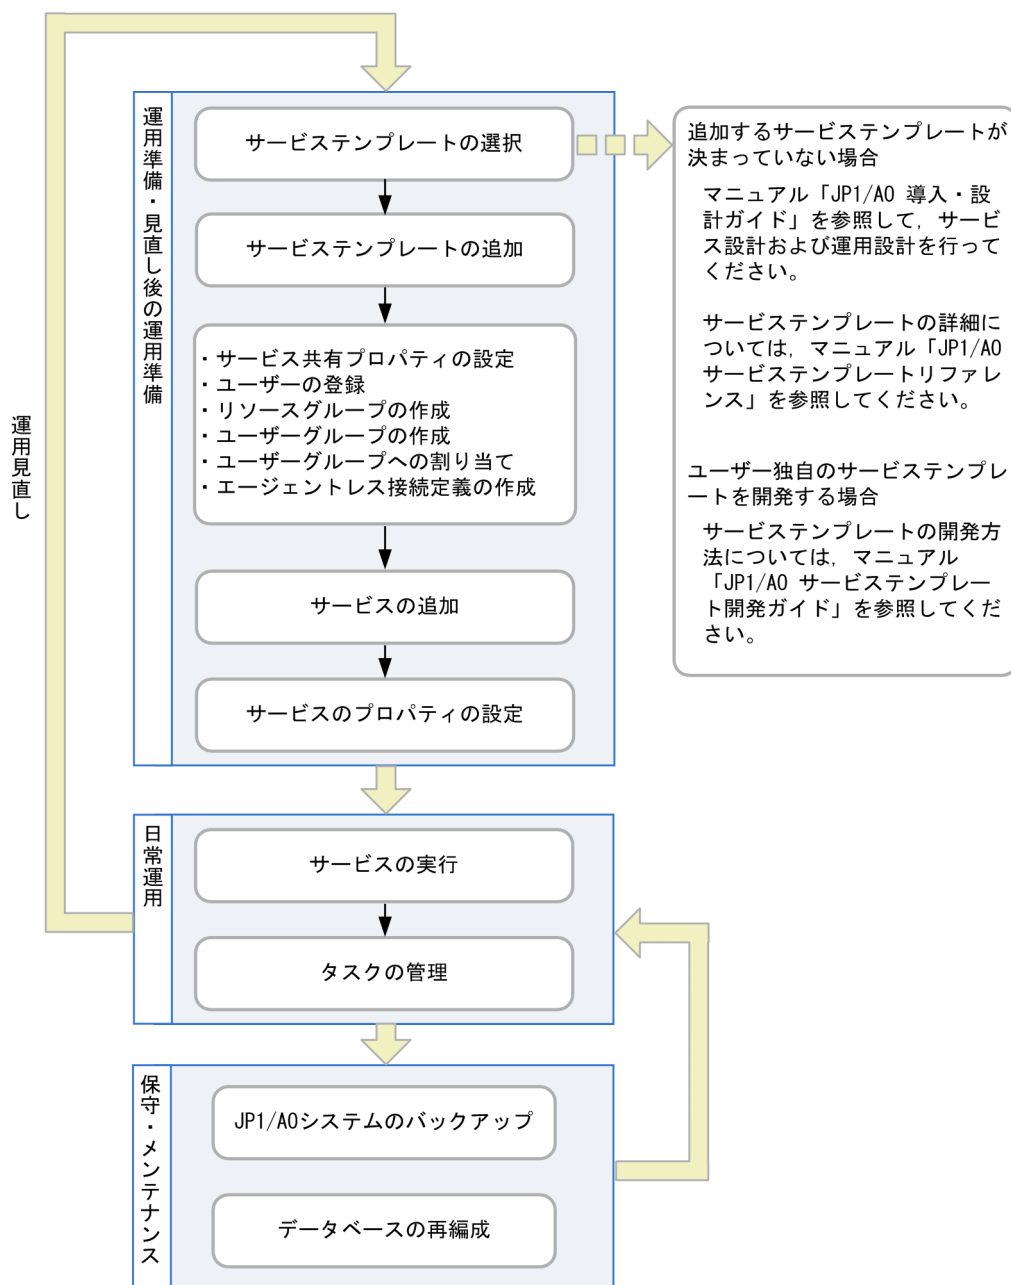 運用準備・見直し後の運用準備
サービステンプレートの選択
サービステンプレートの追加
・サービス共有プロパティの設定
・ユーザーの登録
・リソースグループの作成
・ユーザーグループの作成
・ユーザーグループへの割り当て
・エージェントレス接続定義の作成
サービスの追加
サービスのプロパティの設定
追加するサービステンプレートが
決まっていない場合
マニュアル「JP1/AO 導入・設
計ガイド」を参照して，サービ
ス設計および運用設計を行って
ください。
サービステンプレートの詳細に
ついては，マニュアル「JP1/AO
サービステンプレートリファレ
ンス」を参照してください。
ユーザー独自のサービステンプレ
ートを開発する場合
サービステンプレートの開発方
法については，マニュアル
「JP1/AO サービステンプレー
ト開発ガイド」を参照してくだ
さい。
運用見直し
日常運用
サービスの実行
タスクの管理
保守・メンテナンス
JP1/AOシステムのバックアップ
データベースの再編成